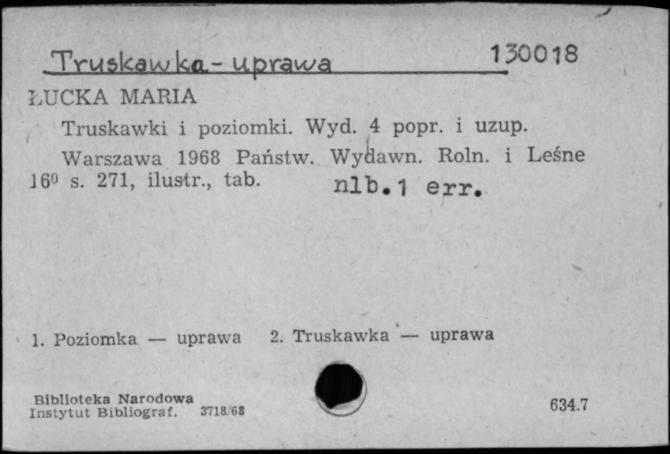 Truskawka - uprawa 130018
ŁUCKA MARIA
Truskawki i poziomki. Wyd. 4 popr. i uzup.
Warszawa 1968 Państw. Wydawn. Roln. i Leśne
16⁰ s. 271, ilustr., tab. nlb. 1 err.
1. Poziomka — uprawa 2. Truskawka — uprawa
Biblioteka Narodowa
Instytut Bibliograf. 3718/68 634.7